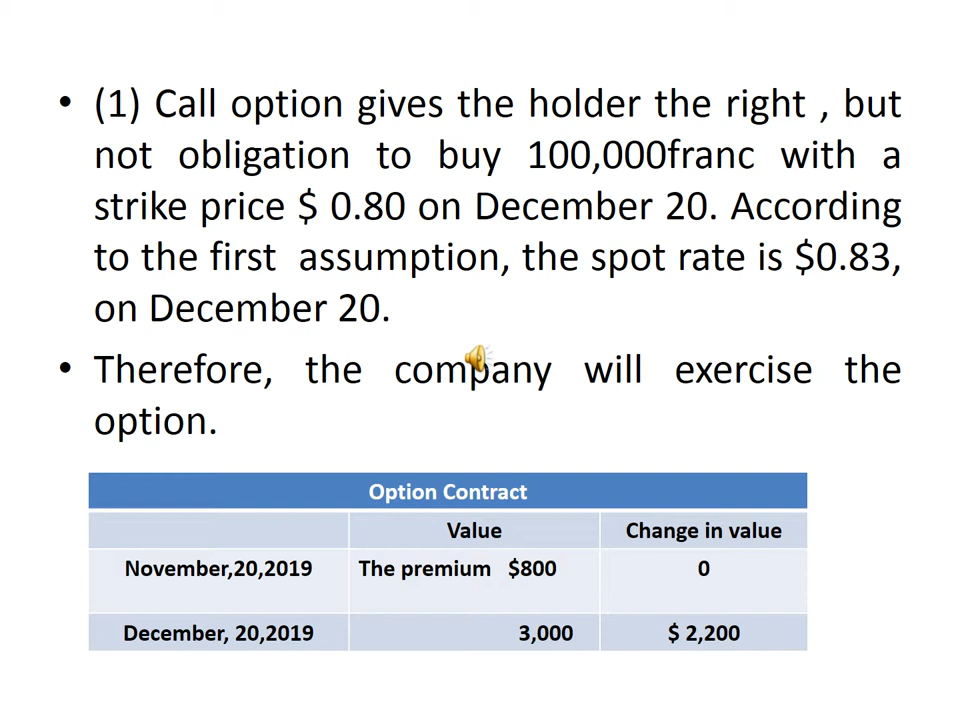 • (1) Call option gives the holder the right , but
not obligation to buy 100,000franc with a
strike price $ 0.80 on December 20. According
to the first assumption, the spot rate is $0.83,
on December 20.
• Therefore, the company will exercise the
option.
Option Contract
Value Change in value
November,20,2019 The premium $800 0
December, 20,2019 3,000 $ 2,200